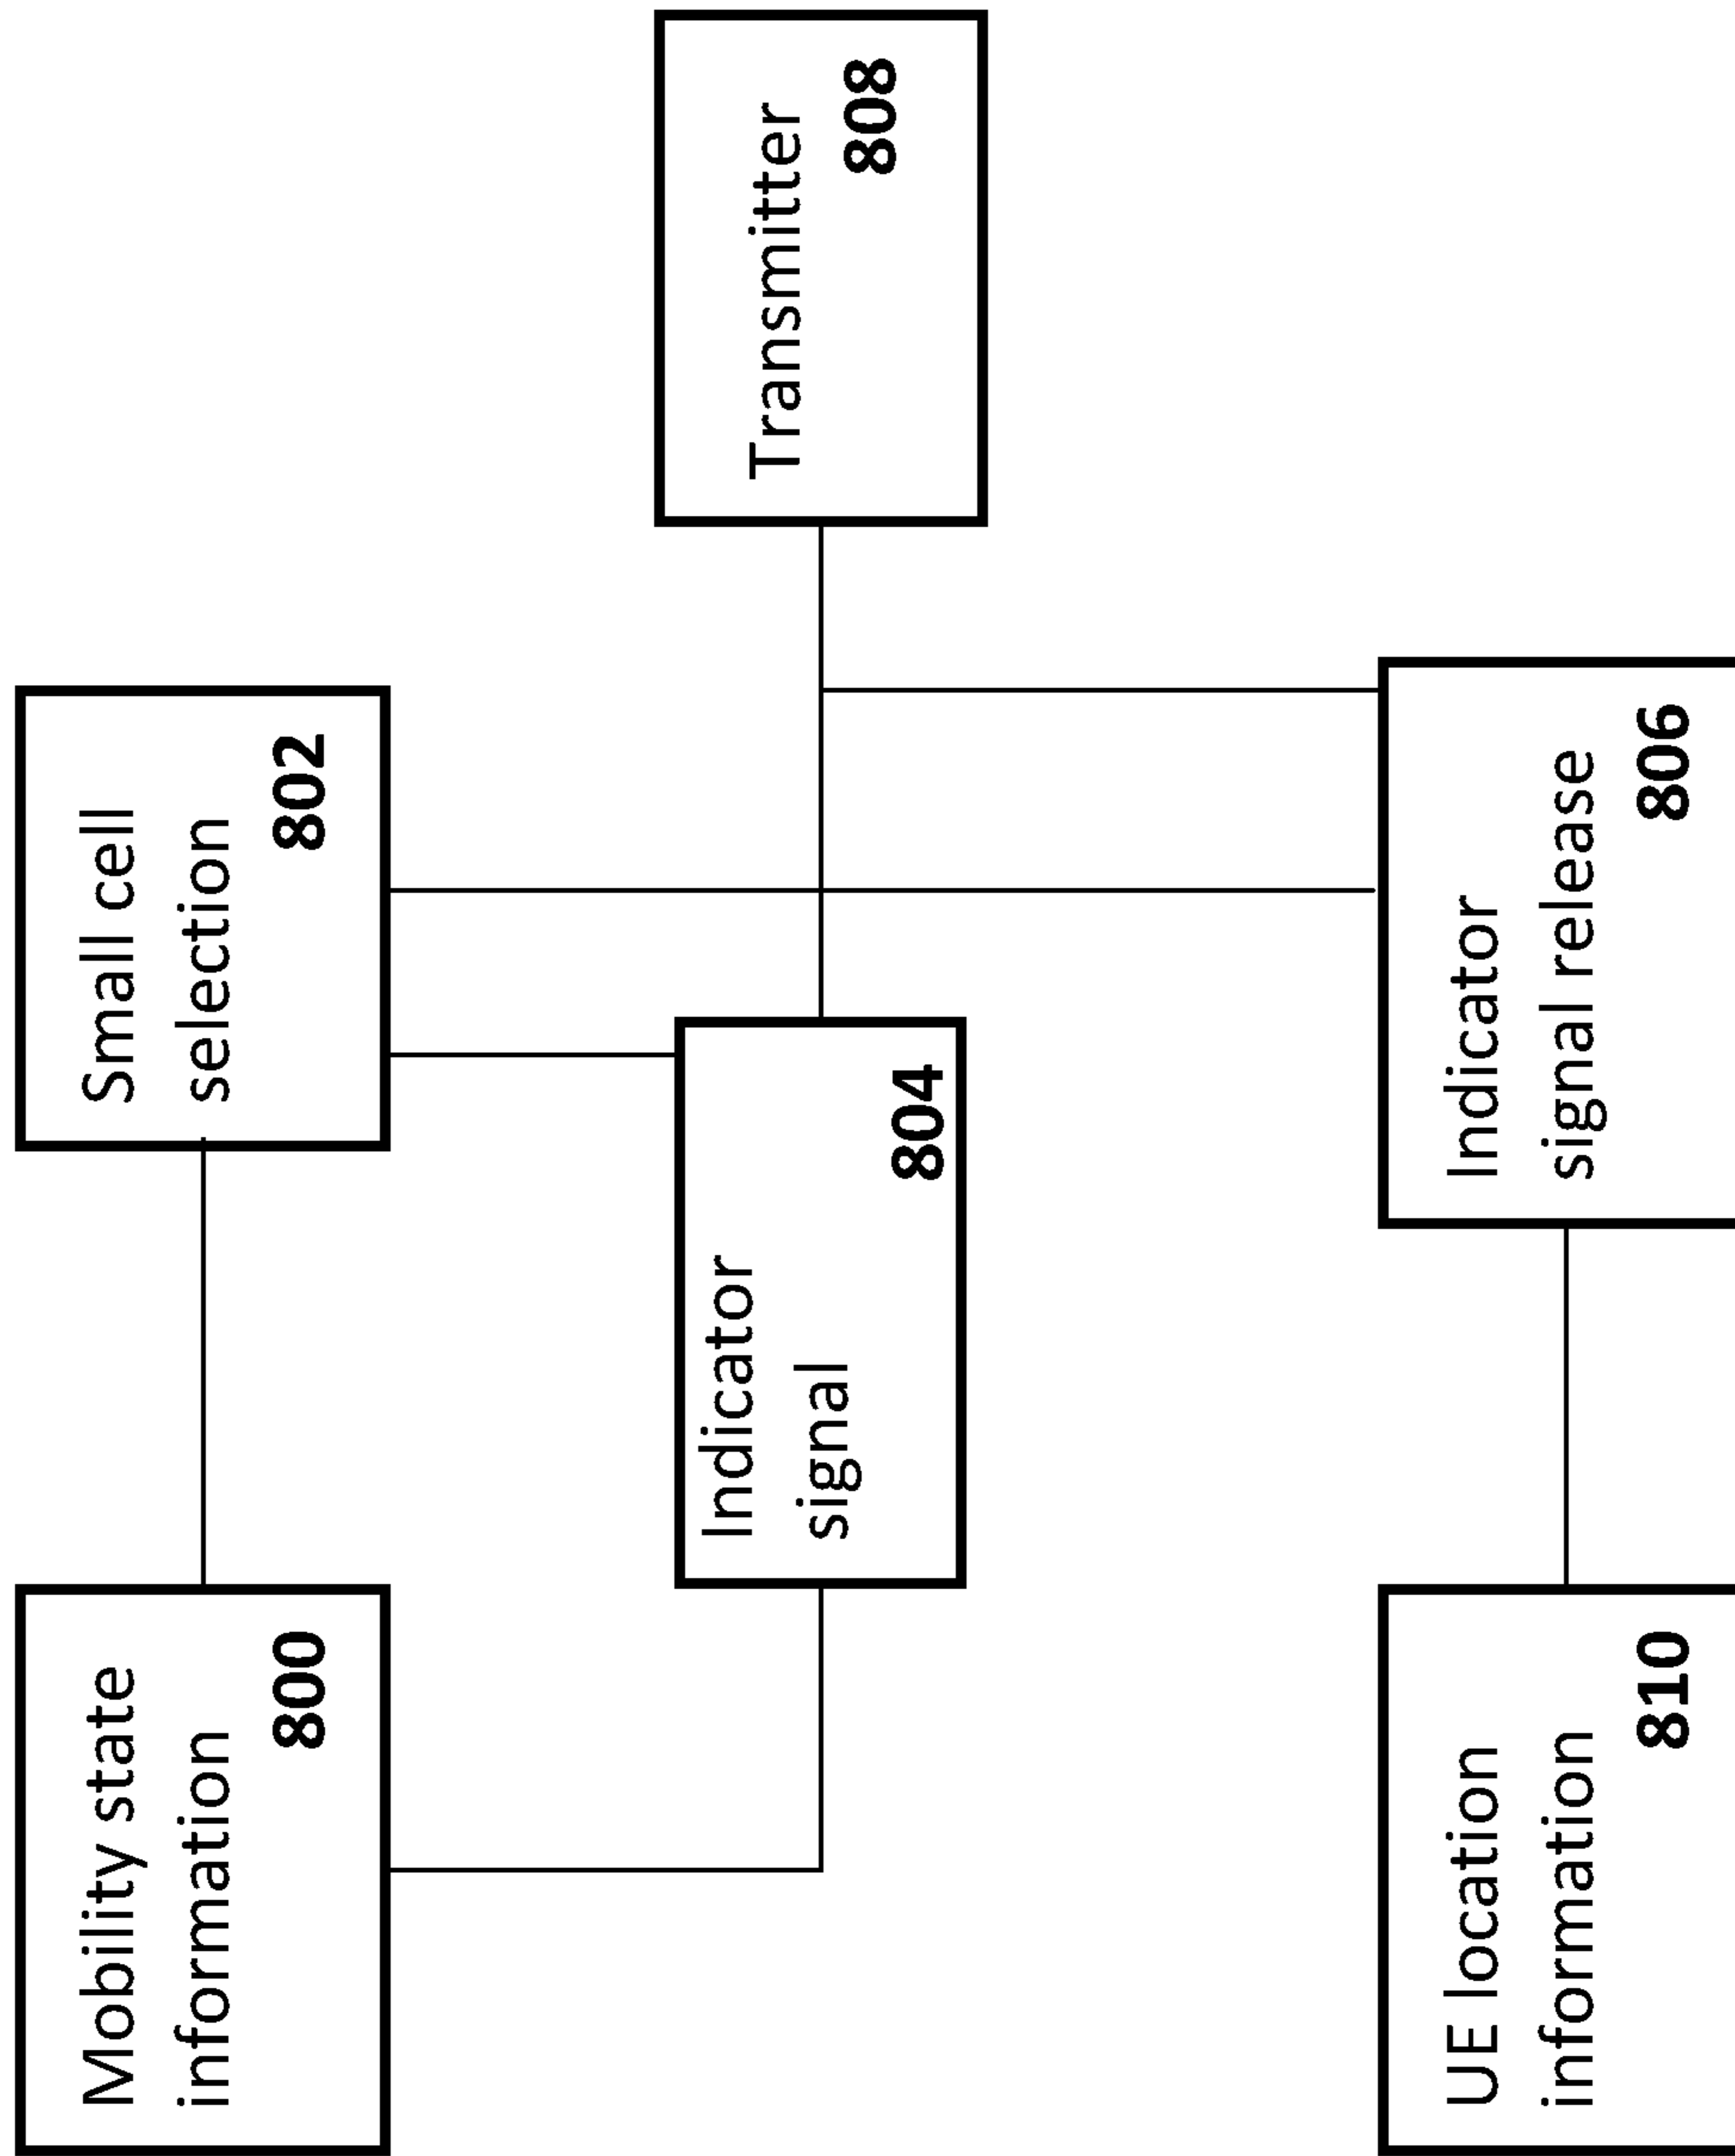 Mobility state
information
800
Small cell
selection
802
Indicator
signal
804
Transmitter
808
UE location
information
810
Indicator
signal release
806